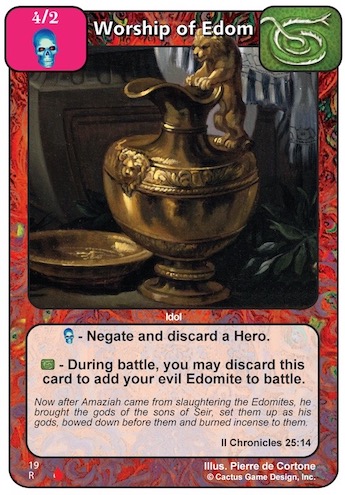 4/2
Worship of Edom
Idol
- Negate and discard a Hero.
- During battle, you may discard this
card to add your evil Edomite to battle.
Now after Amaziah came from slaughtering the Edomites, he
brought the gods of the sons of Seir, set them up as his
gods, bowed down before them and burned incense to them.
II Chronicles 25:14
19
R
Illus. Pierre de Cortone
© Cactus Game Design, Inc.